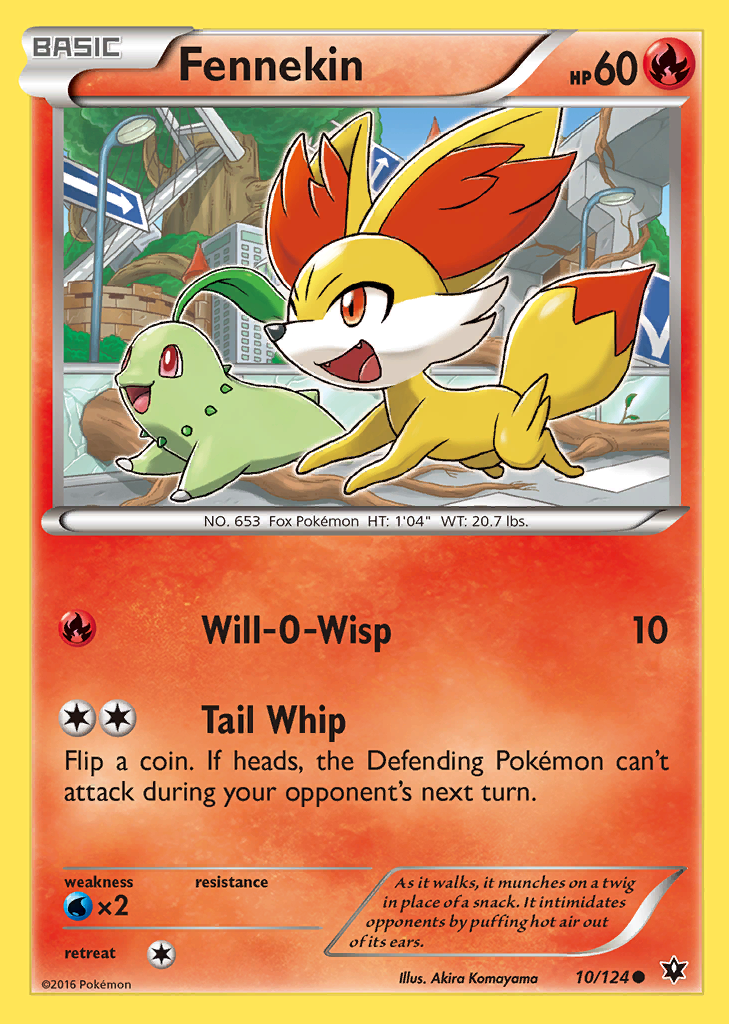 BASIC
Fennekin
HP60
NO. 653 Fox Pokémon HT: 1'04" WT: 20.7 lbs.
Will-O-Wisp 10
Tail Whip
Flip a coin. If heads, the Defending Pokémon can't
attack during your opponent's next turn.
weakness
resistance
×2
retreat
As it walks, it munches on a twig
in place of a snack. It intimidates
opponents by puffing hot air out
of its ears.
©2016 Pokémon
Illus. Akira Komayama
10/124